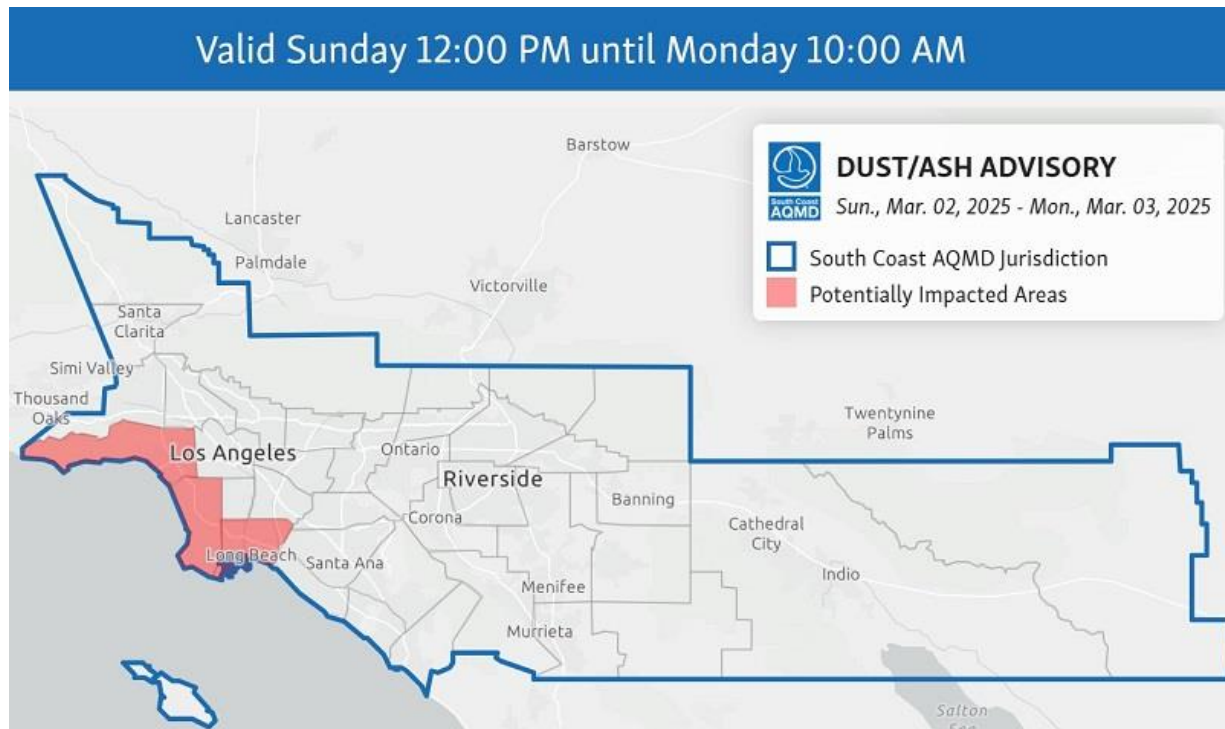 Valid Sunday 12:00 PM until Monday 10:00 AM
DUST/ASH ADVISORY
South Coast
AQMD
Sun., Mar. 02, 2025 - Mon., Mar. 03, 2025
South Coast AQMD Jurisdiction
Potentially Impacted Areas
Barstow
Lancaster
Palmdale
Victorville
Santa
Clarita
Simi Valley
Thousand
Oaks
Twentynine
Palms
Los Angeles
Ontario
Riverside
Banning
Corona
Cathedral
City
Long Beach
Santa Ana
Indio
Menifee
Murrieta
Salton
Sea